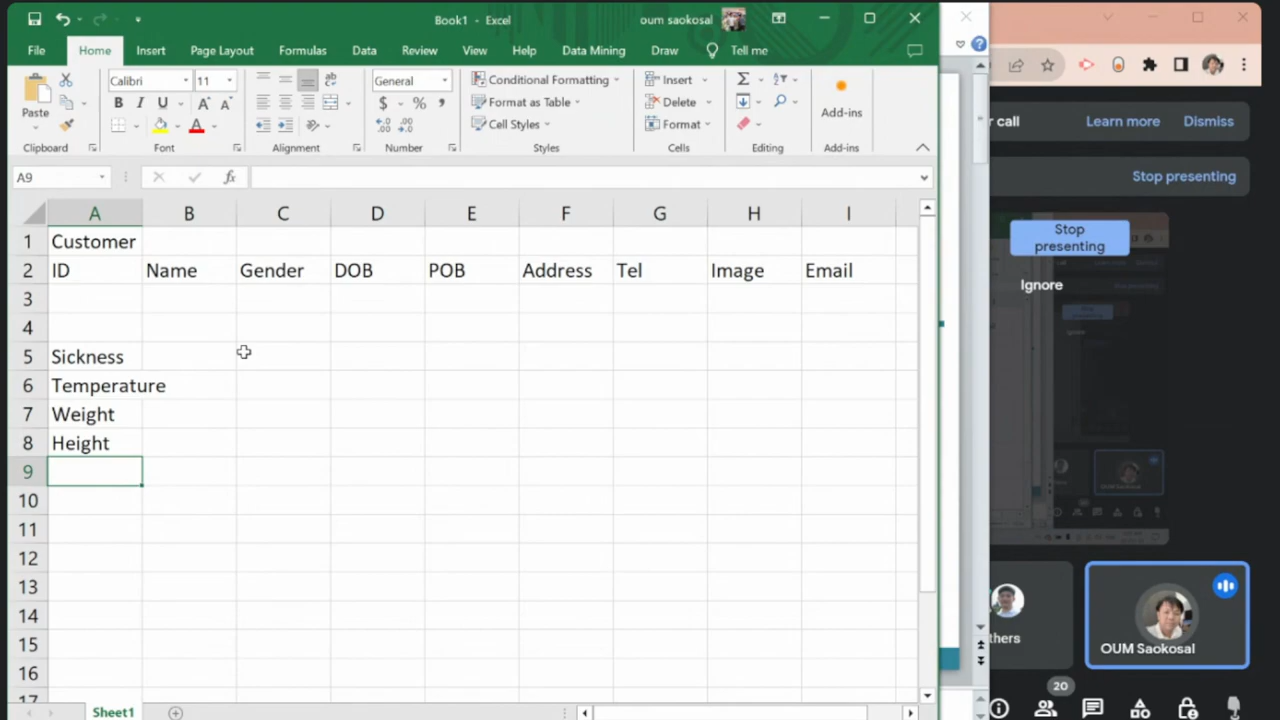 Book1 - Excel
oum saokosal
File Home Insert Page Layout Formulas Data Review View Help Data Mining Draw Tell me
Calibri 11 General Conditional Formatting Insert
Paste Format as Table Delete Add-ins
Cell Styles Format
Clipboard Font Alignment Number Styles Cells Editing Add-ins
A9 fx
A B C D E F G H I
1 Customer
2 ID Name Gender DOB POB Address Tel Image Email
3
4
5 Sickness
6 Temperature
7 Weight
8 Height
9
10
11
12
13
14
15
16
17
Sheet1
r call Learn more Dismiss
Stop presenting
Stop
presenting
Ignore
OUM Saokosal
thers
OUM Saokosal
20